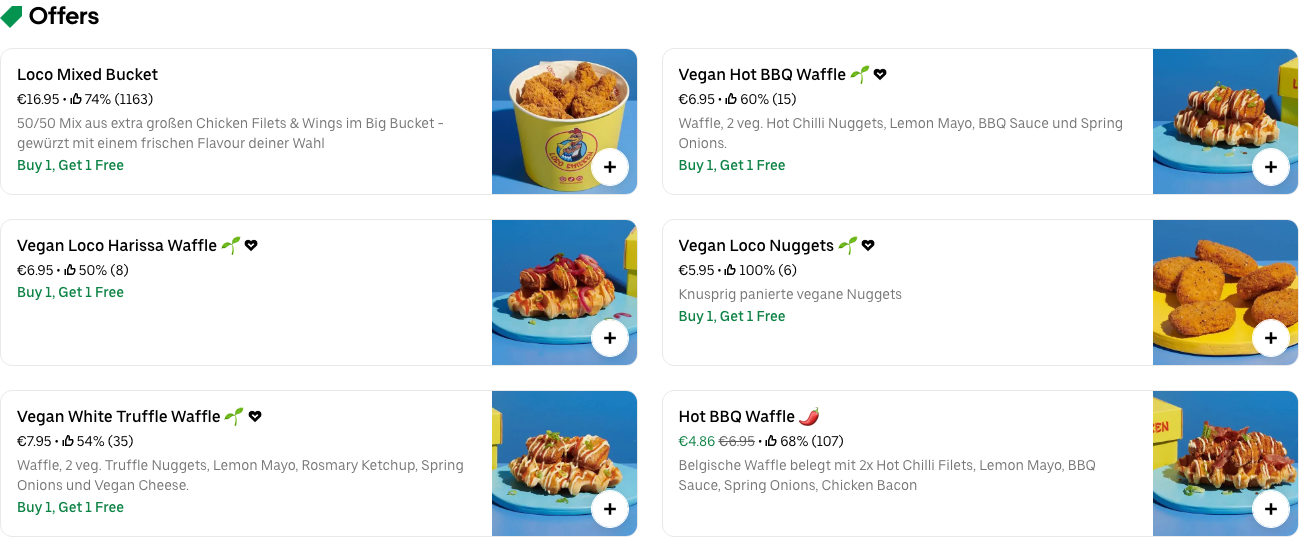 Offers
Loco Mixed Bucket
€16.95 • 74% (1163)
50/50 Mix aus extra großen Chicken Filets & Wings im Big Bucket -
gewürzt mit einem frischen Flavour deiner Wahl
Buy 1, Get 1 Free
LOCO CHICKEN
Vegan Hot BBQ Waffle 🌱
€6.95 • 60% (15)
Waffle, 2 veg. Hot Chilli Nuggets, Lemon Mayo, BBQ Sauce und Spring
Onions.
Buy 1, Get 1 Free
Vegan Loco Harissa Waffle 🌱
€6.95 • 50% (8)
Buy 1, Get 1 Free
Vegan Loco Nuggets 🌱
€5.95 • 100% (6)
Knusprig panierte vegane Nuggets
Buy 1, Get 1 Free
Vegan White Truffle Waffle 🌱
€7.95 • 54% (35)
Waffle, 2 veg. Truffle Nuggets, Lemon Mayo, Rosmary Ketchup, Spring
Onions und Vegan Cheese.
Buy 1, Get 1 Free
Hot BBQ Waffle 🌶️
€4.86 €6.95 • 68% (107)
Belgische Waffle belegt mit 2x Hot Chilli Filets, Lemon Mayo, BBQ
Sauce, Spring Onions, Chicken Bacon